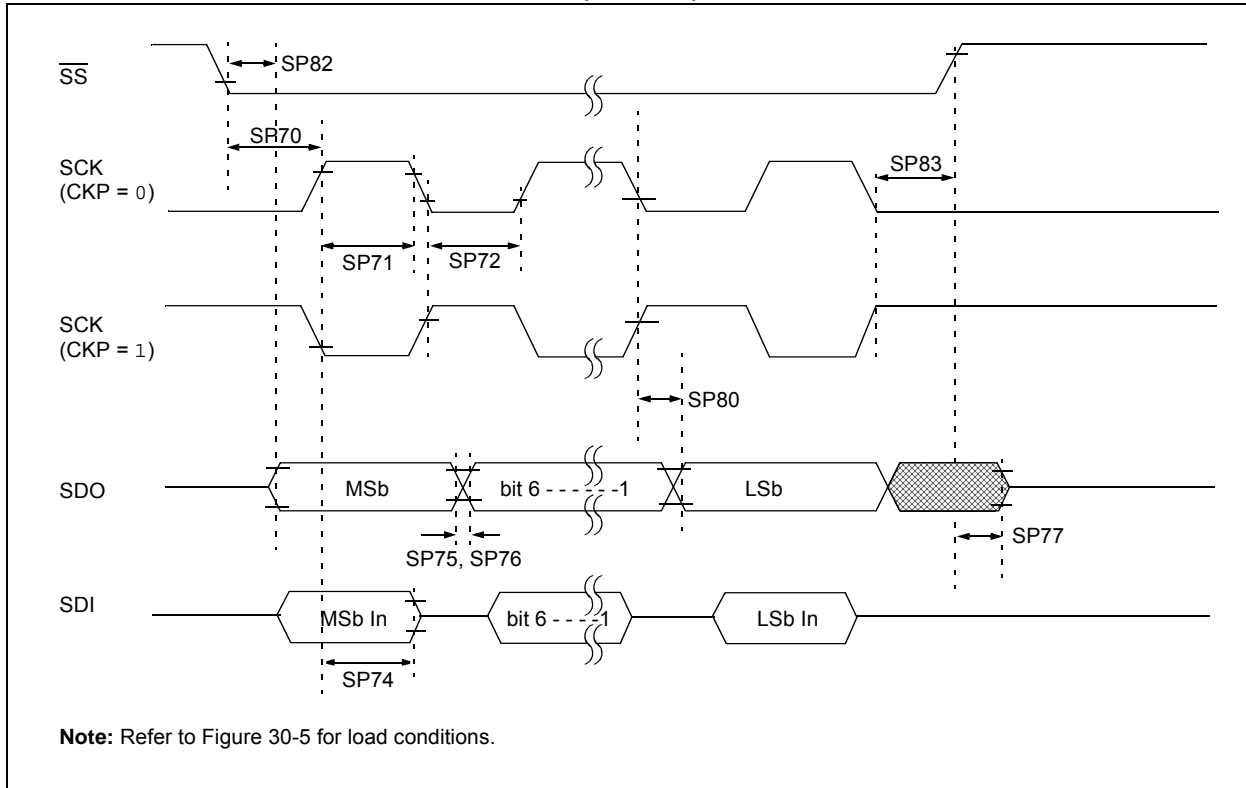 SS
SP82
SP70
SCK
(CKP = 0)
SP83
SP71
SP72
SCK
(CKP = 1)
SP80
SDO
MSb
bit 6 - - - - - -1
LSb
SP75, SP76
SP77
SDI
MSb In
bit 6 - - - -1
LSb In
SP74
Note: Refer to Figure 30-5 for load conditions.